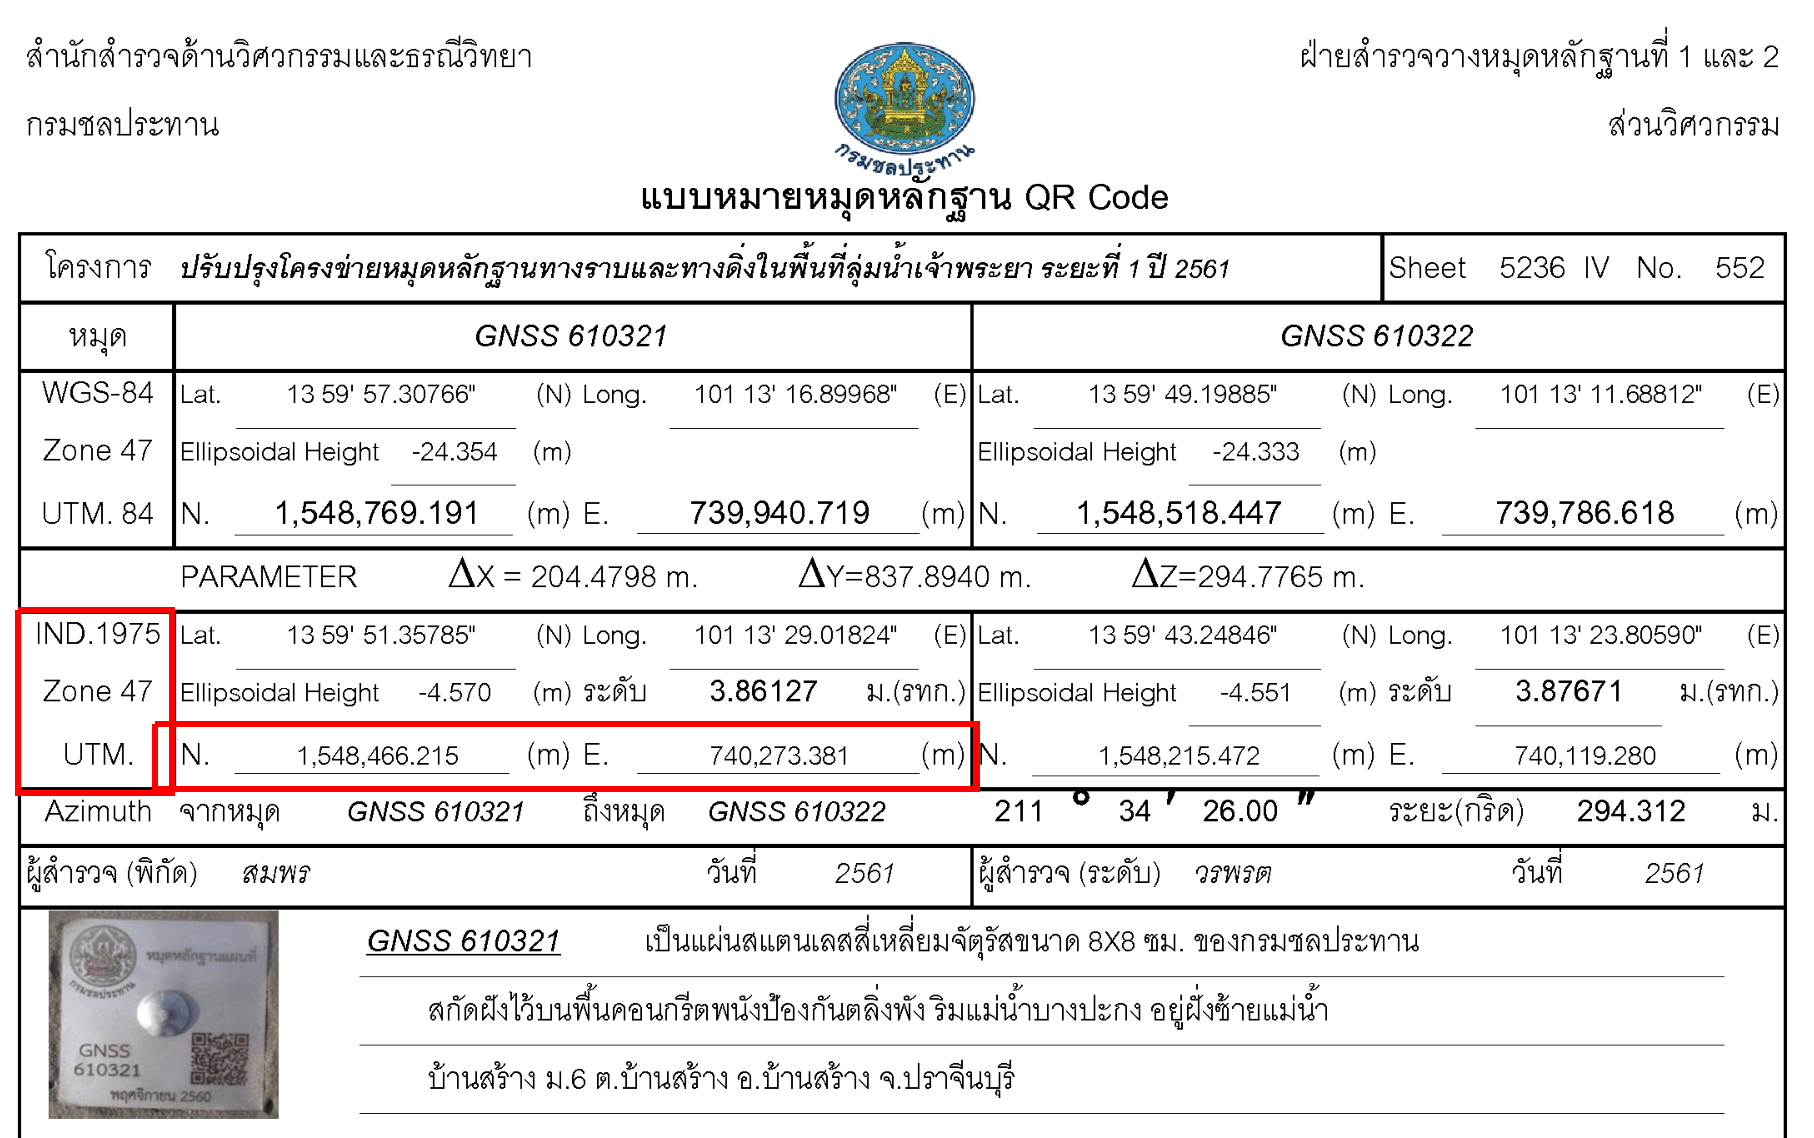 สำนักสำรวจด้านวิศวกรรมและธรณีวิทยา
ฝ่ายสำรวจวางหมุดหลักฐานที่ 1 และ 2
กรมชลประทาน
ส่วนวิศวกรรม
กรมชลประทาน
แบบหมายหมุดหลักฐาน QR Code
โครงการ ปรับปรุงโครงข่ายหมุดหลักฐานทางราบและทางดิ่งในพื้นที่ลุ่มน้ำเจ้าพระยา ระยะที่ 1 ปี 2561 Sheet 5236 IV No. 552
หมุด GNSS 610321 GNSS 610322
WGS-84 Lat. 13 59' 57.30766" (N) Long. 101 13' 16.89968" (E) Lat. 13 59' 49.19885" (N) Long. 101 13' 11.68812" (E)
Zone 47 Ellipsoidal Height -24.354 (m) Ellipsoidal Height -24.333 (m)
UTM. 84 N. 1,548,769.191 (m) E. 739,940.719 (m) N. 1,548,518.447 (m) E. 739,786.618 (m)
PARAMETER ΔX = 204.4798 m. ΔY=837.8940 m. ΔZ=294.7765 m.
IND.1975 Lat. 13 59' 51.35785" (N) Long. 101 13' 29.01824" (E) Lat. 13 59' 43.24846" (N) Long. 101 13' 23.80590" (E)
Zone 47 Ellipsoidal Height -4.570 (m) ระดับ 3.86127 ม.(รทก.) Ellipsoidal Height -4.551 (m) ระดับ 3.87671 ม.(รทก.)
UTM. N. 1,548,466.215 (m) E. 740,273.381 (m) N. 1,548,215.472 (m) E. 740,119.280 (m)
Azimuth จากหมุด GNSS 610321 ถึงหมุด GNSS 610322 211 ° 34 ' 26.00 " ระยะ(กริด) 294.312 ม.
ผู้สำรวจ (พิกัด) สมพร วันที่ 2561 ผู้สำรวจ (ระดับ) วรพรต วันที่ 2561
GNSS 610321 เป็นแผ่นสแตนเลสสี่เหลี่ยมจัตุรัสขนาด 8X8 ซม. ของกรมชลประทาน
สกัดฝังไว้บนพื้นคอนกรีตพนังป้องกันตลิ่งพัง ริมแม่น้ำบางปะกง อยู่ฝั่งซ้ายแม่น้ำ
บ้านสร้าง ม.6 ต.บ้านสร้าง อ.บ้านสร้าง จ.ปราจีนบุรี
หมุดหลักฐานแผนที่
กรมชลประทาน
GNSS
610321
พฤศจิกายน 2560